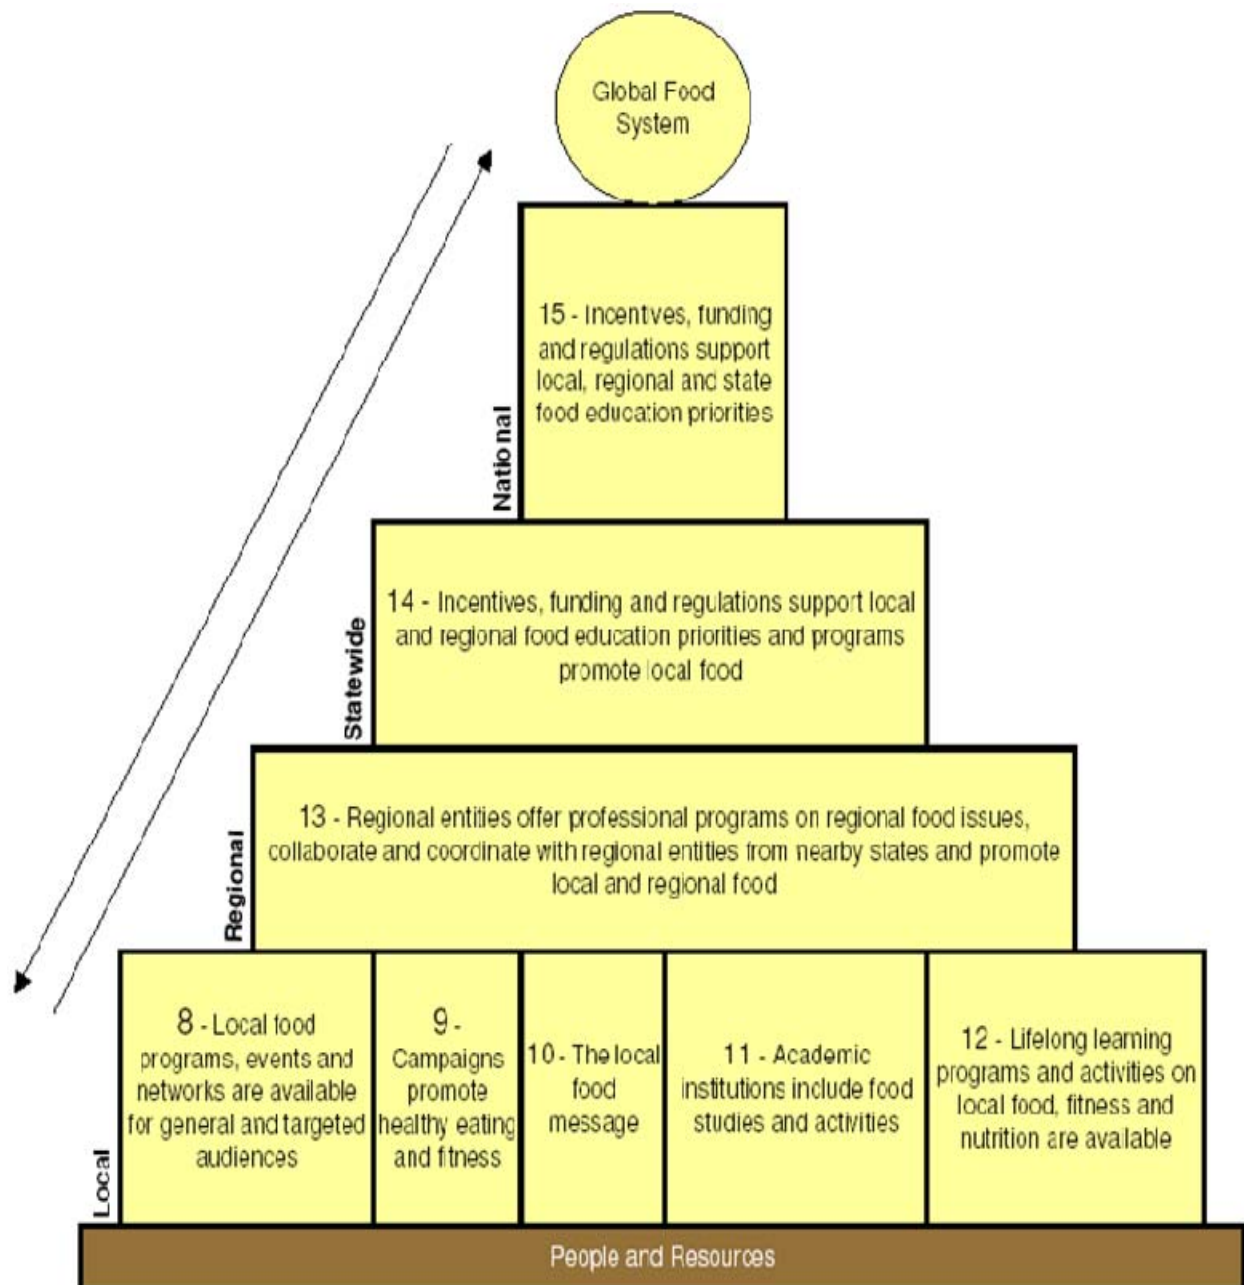 Global Food
System
National
15 - Incentives, funding
and regulations support
local, regional and state
food education priorities
Statewide
14 - Incentives, funding and regulations support local
and regional food education priorities and programs
promote local food
Regional
13 - Regional entities offer professional programs on regional food issues,
collaborate and coordinate with regional entities from nearby states and promote
local and regional food
Local
8 - Local food
programs, events and
networks are available
for general and targeted
audiences
9 -
Campaigns
promote
healthy eating
and fitness
10 - The local
food
message
11 - Academic
institutions include food
studies and activities
12 - Lifelong learning
programs and activities on
local food, fitness and
nutrition are available
People and Resources